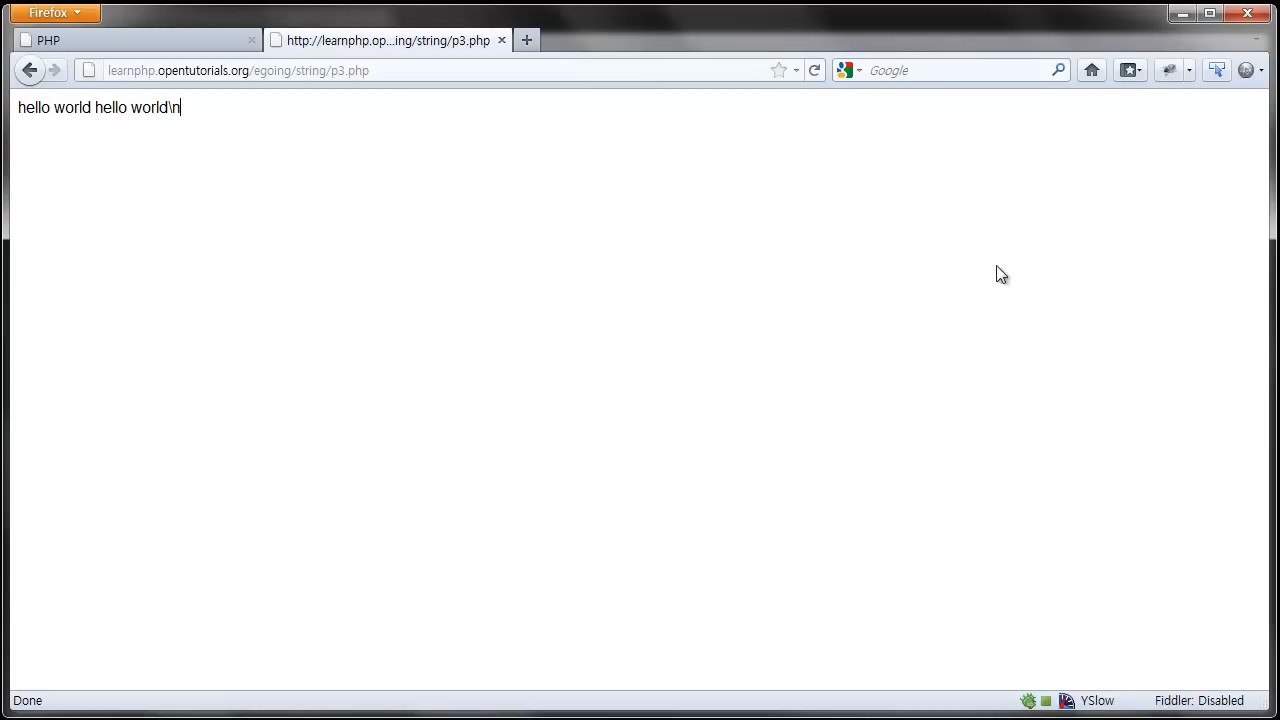 Firefox
PHP
http://learnphp.op...ing/string/p3.php
learnphp.opentutorials.org/egoing/string/p3.php
Google
hello world hello world\n
Done
YSlow
Fiddler: Disabled